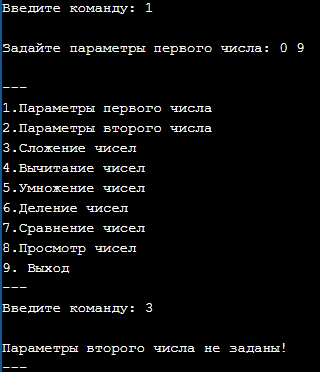 Введите команду: 1
Задайте параметры первого числа: 0 9
---
1.Параметры первого числа
2.Параметры второго числа
3.Сложение чисел
4.Вычитание чисел
5.Умножение чисел
6.Деление чисел
7.Сравнение чисел
8.Просмотр чисел
9. Выход
---
Введите команду: 3
Параметры второго числа не заданы!
---